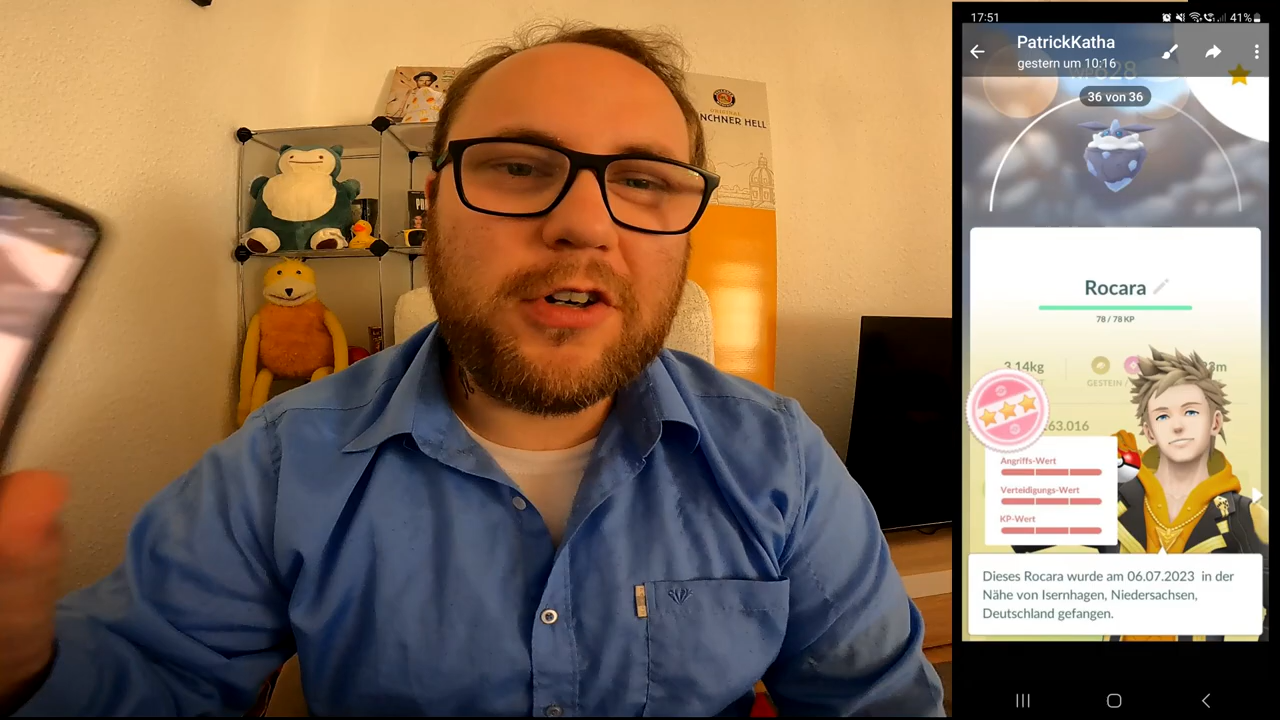 NCHNER HELL
17:51
41%
PatrickKatha
gestern um 10:16
628
36 von 36
Rocara
78 / 78 KP
3.14kg
GESTEIN /
63.016
Angriffs-Wert
Verteidigungs-Wert
KP-Wert
Dieses Rocara wurde am 06.07.2023 in der
Nähe von Isernhagen, Niedersachsen,
Deutschland gefangen.